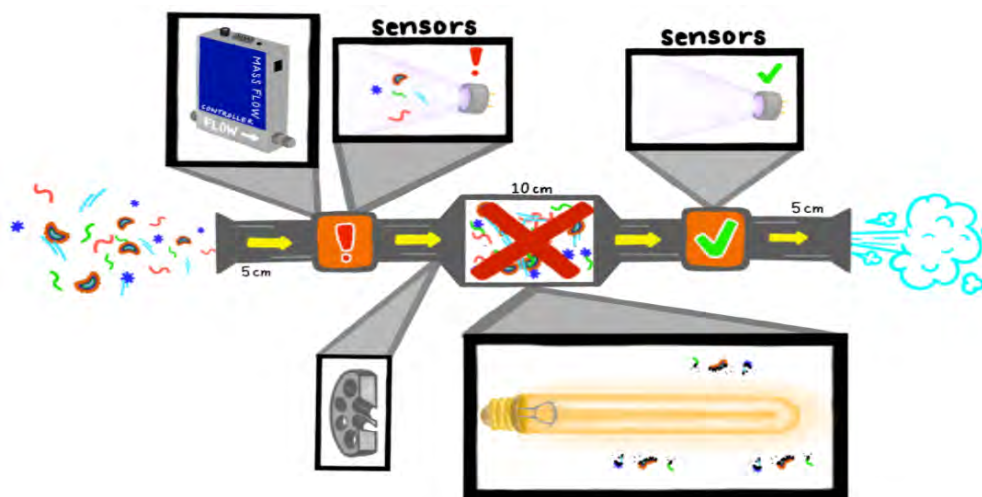 sensors
sensors
MASS FLOW
CONTROLLER
FLOW
10 cm
5 cm
5 cm